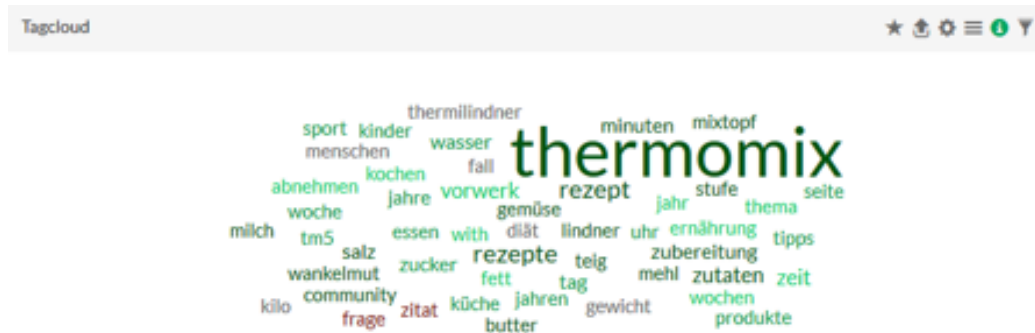 Tagcloud
thermilindner
sport kinder wasser minuten mixtopf
menschen fall thermomix
abnehmen kochen jahre vorwerk rezept stufe seite
woche gemüse jahr thema
milch tm5 essen with diät lindner uhr ernährung tipps
salz zucker rezepte teig zubereitung
wankelmut fett tag mehl zutaten zeit
kilo community zitat küche jahren gewicht wochen
frage butter produkte